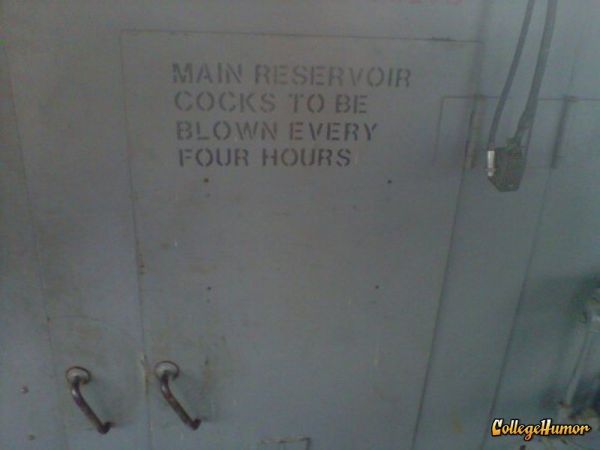 MAIN RESERVOIR
COCKS TO BE
BLOWN EVERY
FOUR HOURS
CollegeHumor